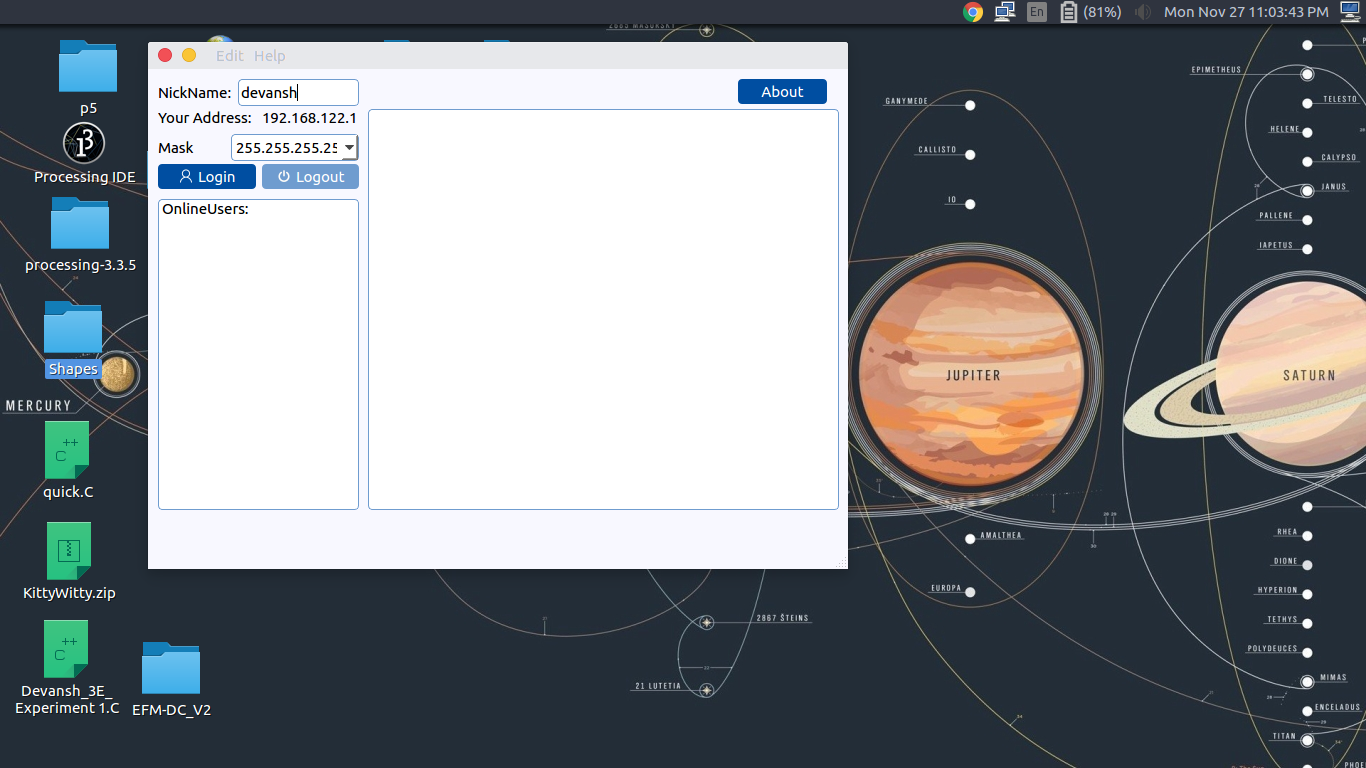 En (81%) Mon Nov 27 11:03:43 PM
Edit Help
NickName: devansh
About
Your Address: 192.168.122.1
Mask 255.255.255.25
Login Logout
OnlineUsers:
p5
Processing IDE
processing-3.3.5
Shapes
MERCURY
quick.C
KittyWitty.zip
Devansh_3E_
Experiment 1.C
EFM-DC_V2
GANYMEDE
CALLISTO
IO
JUPITER
AMALTHEA
EUROPA
2867 ŠTEINS
21 LUTETIA
EPIMETHEUS
TELESTO
HELENE
CALYPSO
JANUS
PALLENE
IAPETUS
SATURN
RHEA
DIONE
HYPERION
TETHYS
POLYDEUCES
MIMAS
ENCELADUS
TITAN